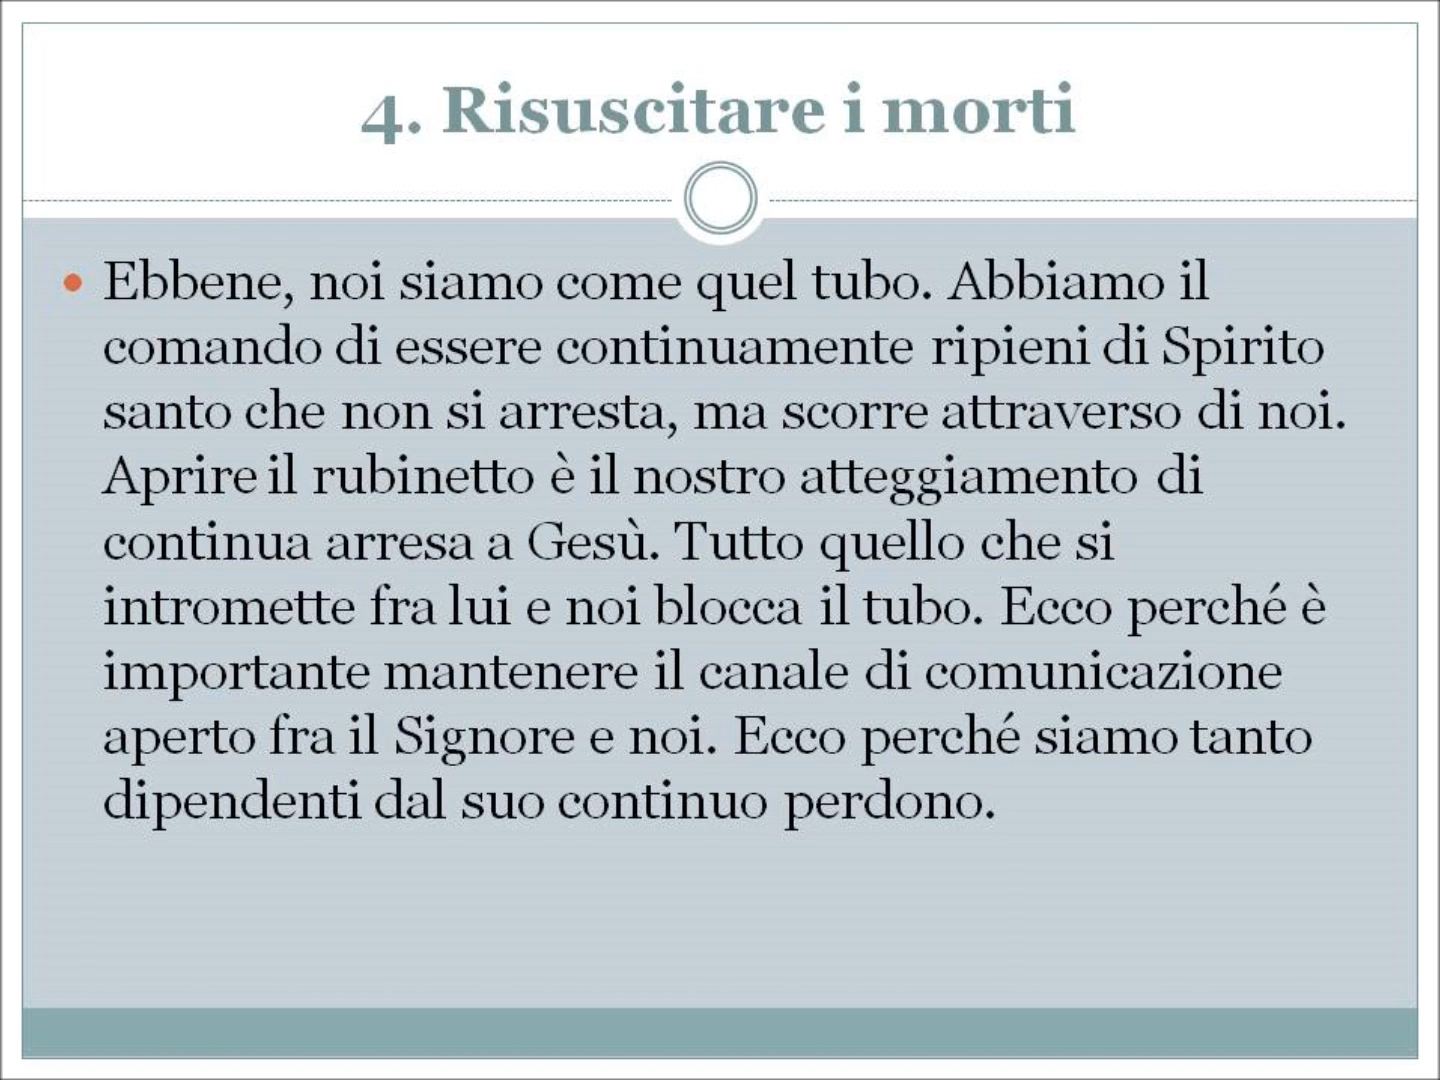 4. Risuscitare i morti
Ebbene, noi siamo come quel tubo. Abbiamo il
comando di essere continuamente ripieni di Spirito
santo che non si arresta, ma scorre attraverso di noi.
Aprire il rubinetto è il nostro atteggiamento di
continua arresa a Gesù. Tutto quello che si
intromette fra lui e noi blocca il tubo. Ecco perché è
importante mantenere il canale di comunicazione
aperto fra il Signore e noi. Ecco perché siamo tanto
dipendenti dal suo continuo perdono.